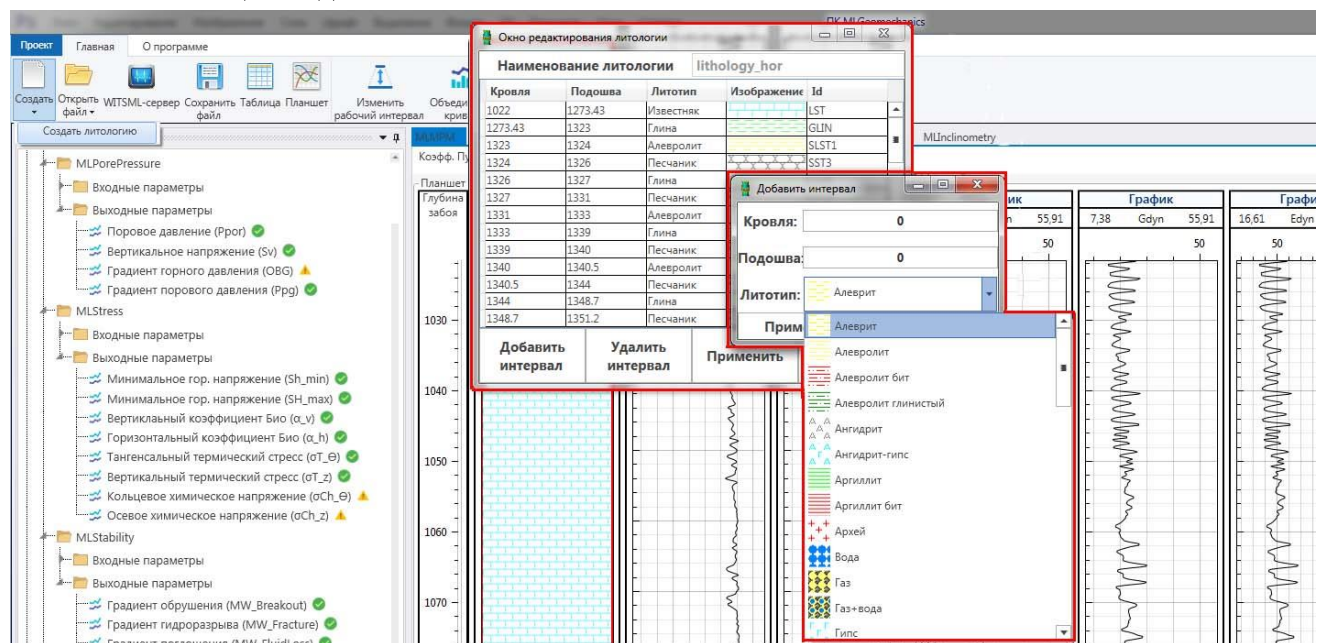 ПК MLGeomechanics
Проект Главная О программе
Создать Открыть файл WITSML-сервер Сохранить файл Таблица Планшет Изменить рабочий интервал
Создать литологию
MLPorePressure
Входные параметры
Выходные параметры
Поровое давление (Ppor)
Вертикальное напряжение (Sv)
Градиент горного давления (OBG)
Градиент порового давления (Ppg)
MLStress
Входные параметры
Выходные параметры
Минимальное гор. напряжение (Sh_min)
Минимальное гор. напряжение (SH_max)
Вертиклаьный коэффициент Био (α_v)
Горизонтальный коэффициент Био (α_h)
Тангенсальный термический стресс (σT_Θ)
Вертикальный термический стресс (σT_z)
Кольцевое химическое напряжение (σCh_Θ)
Осевое химическое напряжение (σCh_z)
MLStability
Входные параметры
Выходные параметры
Градиент обрушения (MW_Breakout)
Градиент гидроразрыва (MW_Fracture)
MLMPM
MLInclinometry
Коэфф. Пу
Планшет
Глубина забоя
1030
1040
1050
1060
1070
Окно редактирования литологии
Наименование литологии lithology_hor
Кровля Подошва Литотип Изображение Id
1022 1273.43 Известняк LST
1273.43 1323 Глина GLIN
1323 1324 Алевролит SLST1
1324 1326 Песчаник SST3
1326 1327 Глина
1327 1331 Песчаник
1331 1333 Алевролит
1333 1339 Глина
1339 1340 Песчаник
1340 1340.5 Алевролит
1340.5 1344 Песчаник
1344 1348.7 Глина
1348.7 1351.2 Песчаник
Добавить интервал Удалить интервал Применить
Добавить интервал
Кровля: 0
Подошва: 0
Литотип: Алеврит
Прим
Алеврит
Алевролит
Алевролит бит
Алевролит глинистый
Ангидрит
Ангидрит-гипс
Аргиллит
Аргиллит бит
Архей
Вода
Газ
Газ+вода
Гипс
ик График Графи
n 55,91 7,38 Gdyn 55,91 16,61 Edyn
50 50 50